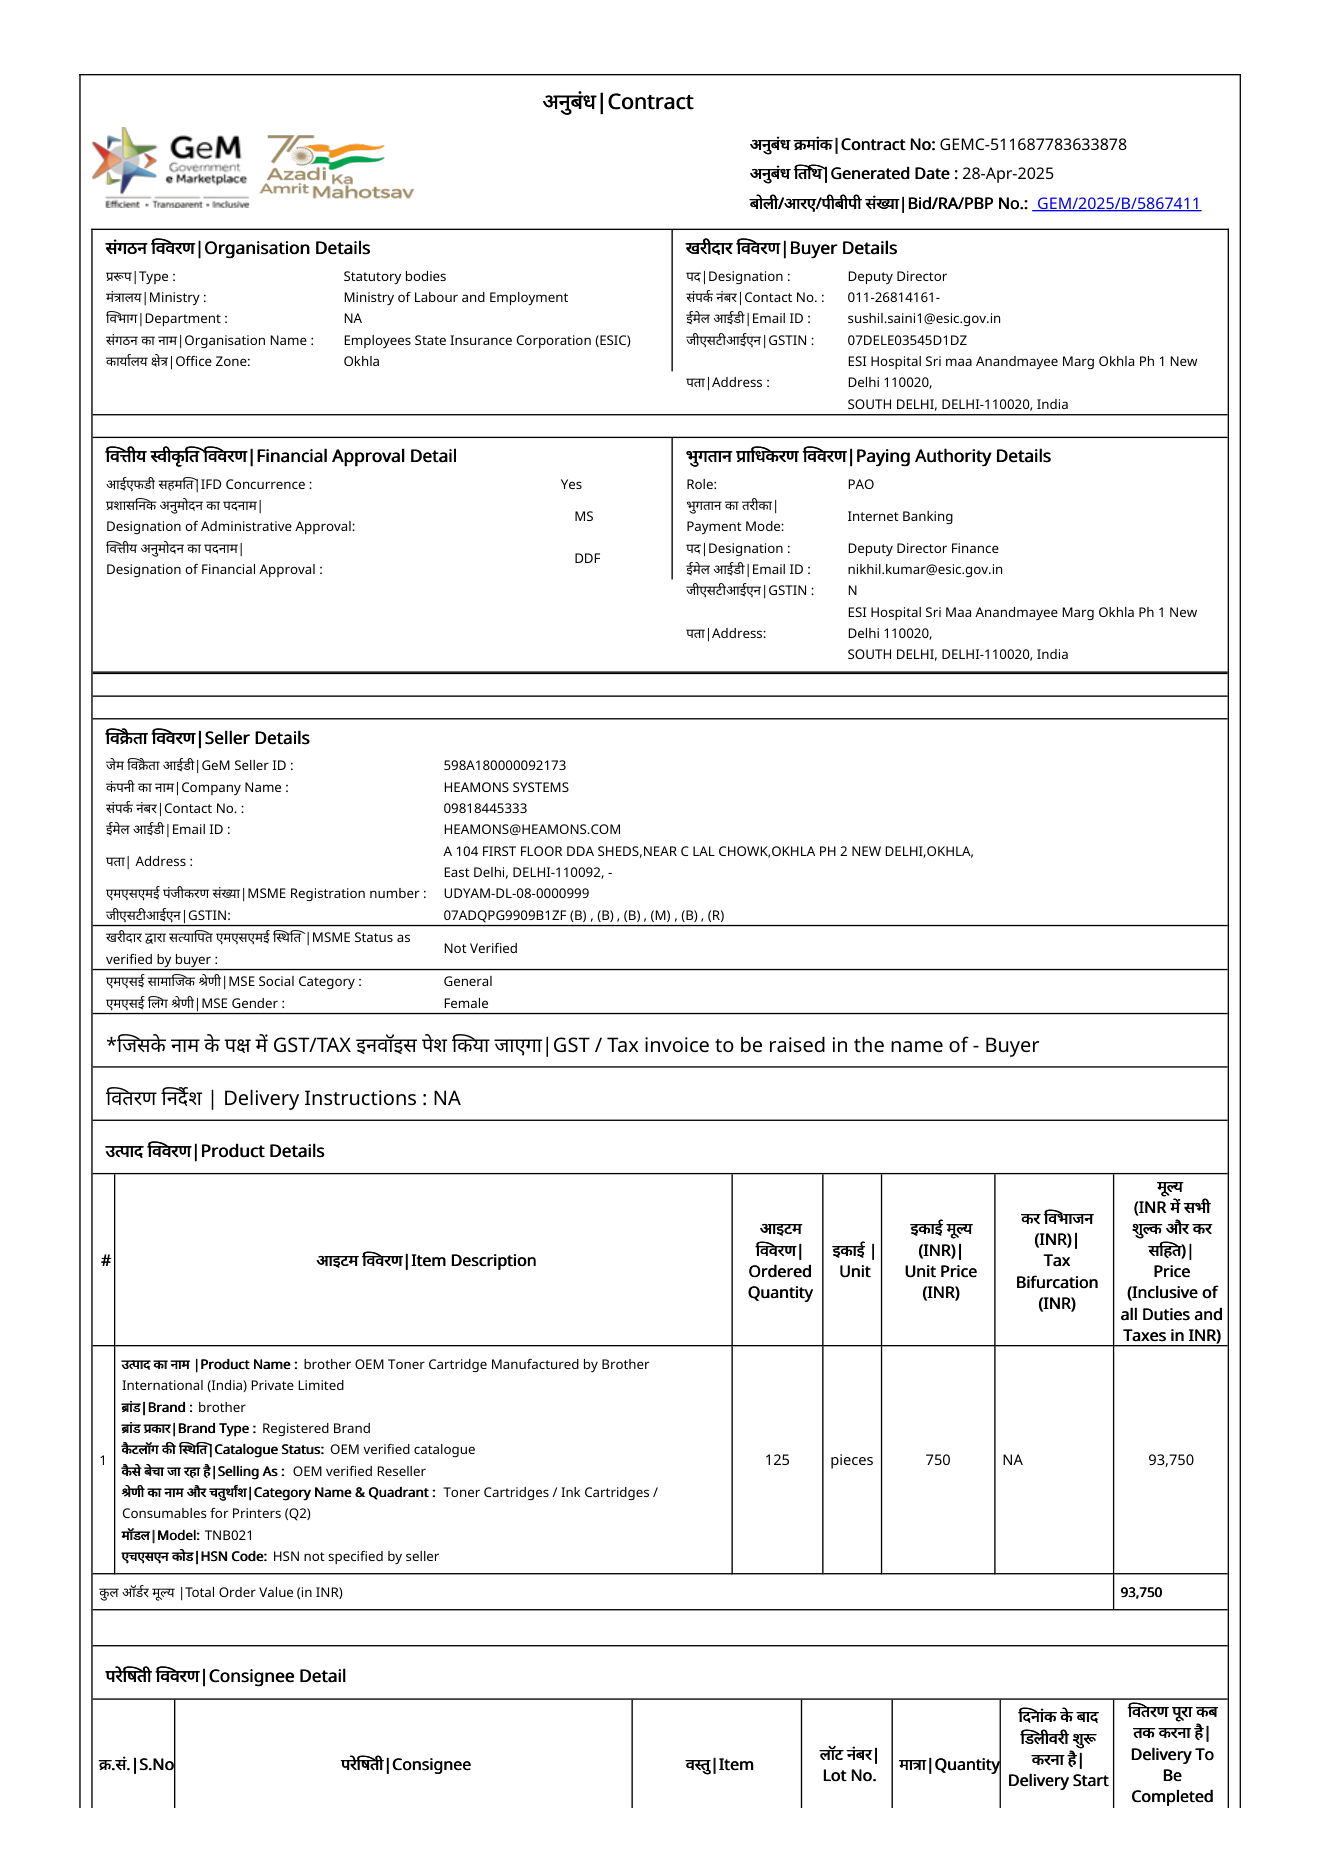 अनुबंध|Contract
GeM
Government
e Marketplace
Efficient • Transparent • Inclusive
75
Azadi Ka
Amrit Mahotsav
अनुबंध क्रमांक|Contract No: GEMC-511687783633878
अनुबंध तिथि|Generated Date : 28-Apr-2025
बोली/आरए/पीबीपी संख्या|Bid/RA/PBP No.: GEM/2025/B/5867411
संगठन विवरण|Organisation Details
प्ररूप|Type : Statutory bodies
मंत्रालय|Ministry : Ministry of Labour and Employment
विभाग|Department : NA
संगठन का नाम|Organisation Name : Employees State Insurance Corporation (ESIC)
कार्यालय क्षेत्र|Office Zone: Okhla
खरीदार विवरण|Buyer Details
पद|Designation : Deputy Director
संपर्क नंबर|Contact No. : 011-26814161-
ईमेल आईडी|Email ID : sushil.saini1@esic.gov.in
जीएसटीआईएन|GSTIN : 07DELE03545D1DZ
ESI Hospital Sri maa Anandmayee Marg Okhla Ph 1 New
पता|Address : Delhi 110020,
SOUTH DELHI, DELHI-110020, India
वित्तीय स्वीकृति विवरण|Financial Approval Detail
आईएफडी सहमति|IFD Concurrence : Yes
प्रशासनिक अनुमोदन का पदनाम|
Designation of Administrative Approval: MS
वित्तीय अनुमोदन का पदनाम|
Designation of Financial Approval : DDF
भुगतान प्राधिकरण विवरण|Paying Authority Details
Role: PAO
भुगतान का तरीका|
Payment Mode: Internet Banking
पद|Designation : Deputy Director Finance
ईमेल आईडी|Email ID : nikhil.kumar@esic.gov.in
जीएसटीआईएन|GSTIN : N
ESI Hospital Sri Maa Anandmayee Marg Okhla Ph 1 New
पता|Address: Delhi 110020,
SOUTH DELHI, DELHI-110020, India
विक्रेता विवरण|Seller Details
जेम विक्रेता आईडी|GeM Seller ID : 598A180000092173
कंपनी का नाम|Company Name : HEAMONS SYSTEMS
संपर्क नंबर|Contact No. : 09818445333
ईमेल आईडी|Email ID : HEAMONS@HEAMONS.COM
पता| Address : A 104 FIRST FLOOR DDA SHEDS,NEAR C LAL CHOWK,OKHLA PH 2 NEW DELHI,OKHLA,
East Delhi, DELHI-110092, -
एमएसएमई पंजीकरण संख्या|MSME Registration number : UDYAM-DL-08-0000999
जीएसटीआईएन|GSTIN: 07ADQPG9909B1ZF (B) , (B) , (B) , (M) , (B) , (R)
खरीदार द्वारा सत्यापित एमएसएमई स्थिति |MSME Status as
verified by buyer : Not Verified
एमएसई सामाजिक श्रेणी|MSE Social Category : General
एमएसई लिंग श्रेणी|MSE Gender : Female
*जिसके नाम के पक्ष में GST/TAX इनवॉइस पेश किया जाएगा|GST / Tax invoice to be raised in the name of - Buyer
वितरण निर्देश | Delivery Instructions : NA
उत्पाद विवरण|Product Details
#
आइटम विवरण|Item Description
आइटम
विवरण|
Ordered
Quantity
इकाई |
Unit
इकाई मूल्य
(INR)|
Unit Price
(INR)
कर विभाजन
(INR)|
Tax
Bifurcation
(INR)
मूल्य
(INR में सभी
शुल्क और कर
सहित)|
Price
(Inclusive of
all Duties and
Taxes in INR)
1
उत्पाद का नाम |Product Name : brother OEM Toner Cartridge Manufactured by Brother
International (India) Private Limited
ब्रांड|Brand : brother
ब्रांड प्रकार|Brand Type : Registered Brand
कैटलॉग की स्थिति|Catalogue Status: OEM verified catalogue
कैसे बेचा जा रहा है|Selling As : OEM verified Reseller
श्रेणी का नाम और चतुर्थांश|Category Name & Quadrant : Toner Cartridges / Ink Cartridges /
Consumables for Printers (Q2)
मॉडल|Model: TNB021
एचएसएन कोड|HSN Code: HSN not specified by seller
125
pieces
750
NA
93,750
कुल ऑर्डर मूल्य |Total Order Value (in INR) 93,750
परेषिती विवरण|Consignee Detail
क्र.सं.|S.No
परेषिती|Consignee
वस्तु|Item
लॉट नंबर|
Lot No.
मात्रा|Quantity
दिनांक के बाद
डिलीवरी शुरू
करना है|
Delivery Start
वितरण पूरा कब
तक करना है|
Delivery To
Be
Completed